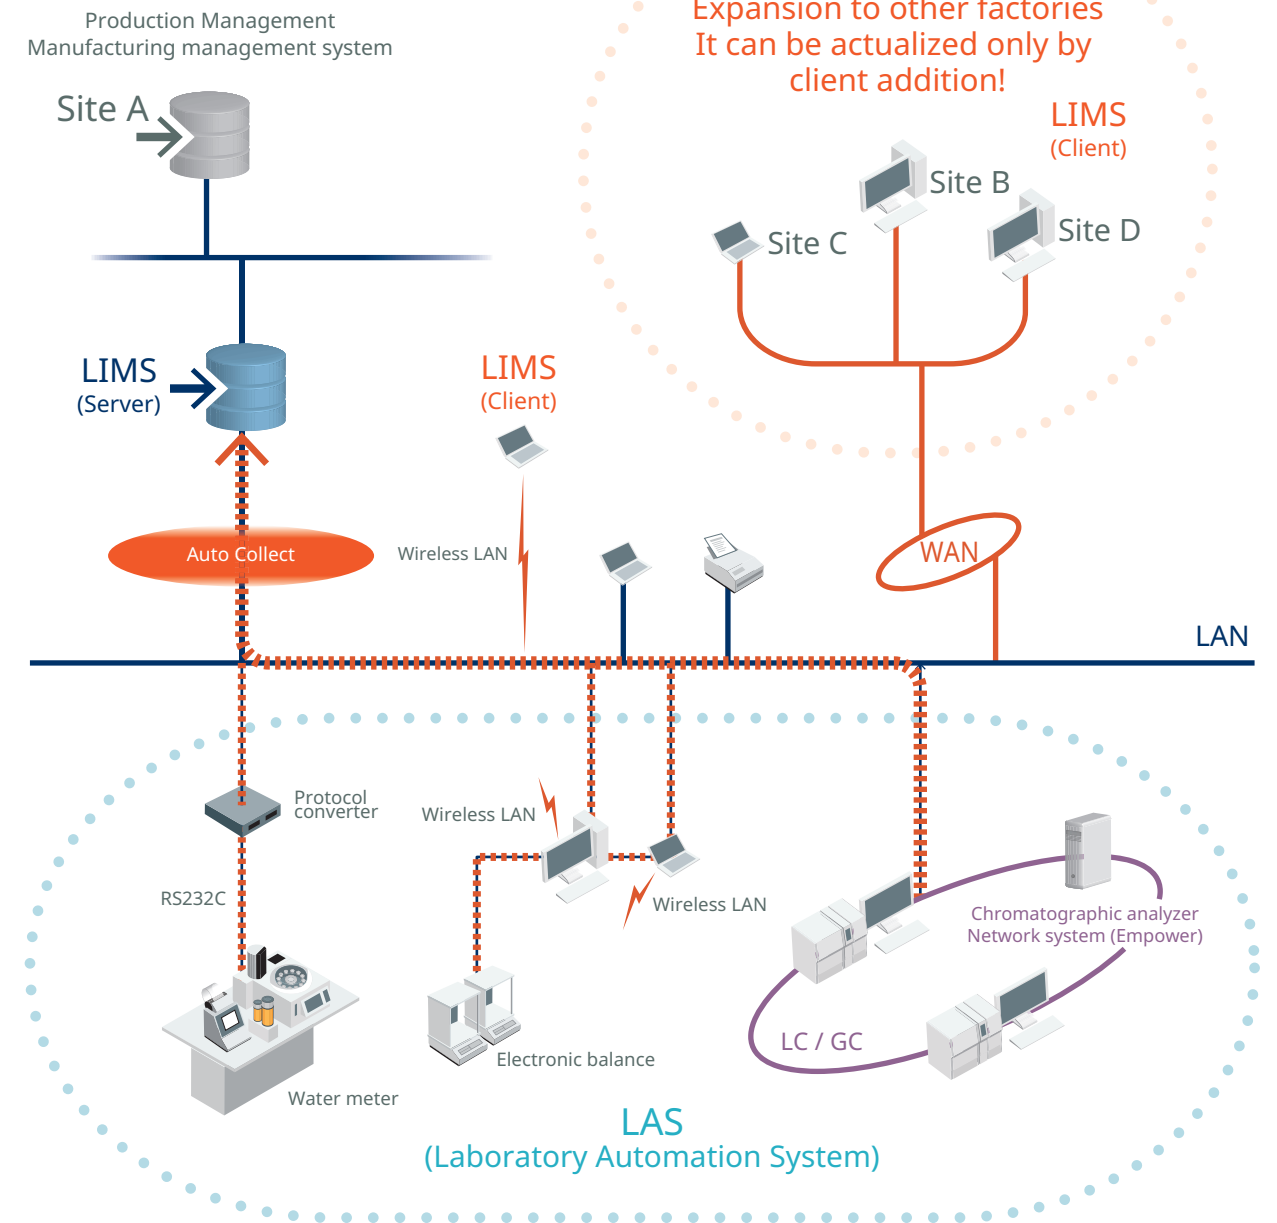 Production Management
Manufacturing management system
Site A
Expansion to other factories
It can be actualized only by
client addition!
LIMS
(Client)
Site B
Site C
Site D
LIMS
(Server)
LIMS
(Client)
Auto Collect
Wireless LAN
WAN
LAN
Protocol
converter
Wireless LAN
RS232C
Wireless LAN
Chromatographic analyzer
Network system (Empower)
LC / GC
Electronic balance
Water meter
LAS
(Laboratory Automation System)